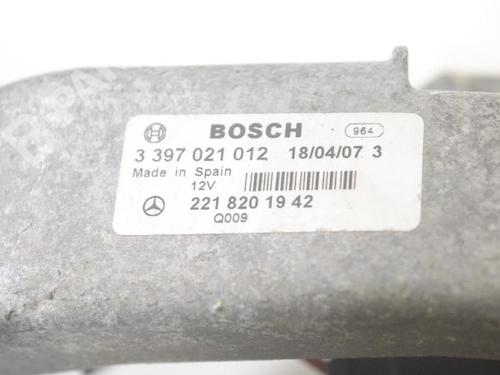 BOSCH 964
3 397 021 012 18/04/07 3
Made in Spain
12V
221 820 19 42
Q009